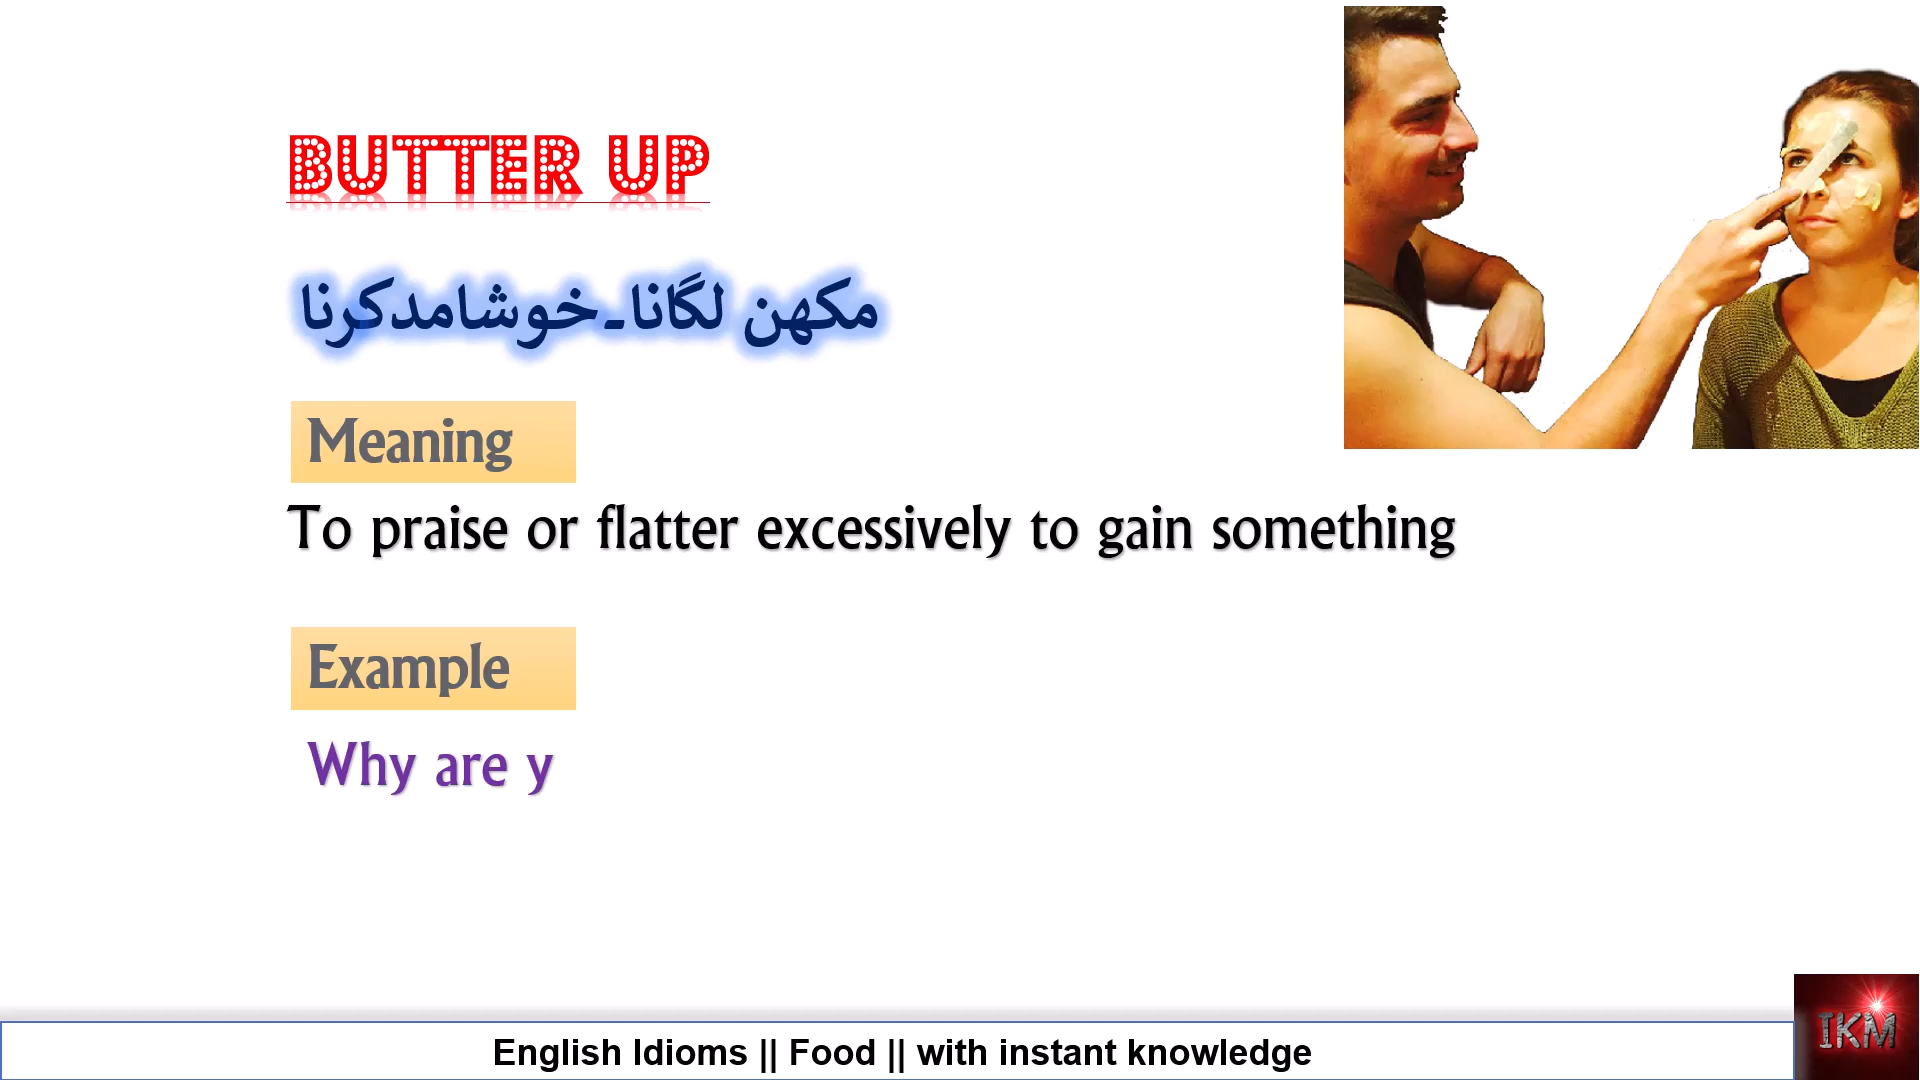 BUTTER UP
مکھن لگانا۔خوشامدکرنا
Meaning
To praise or flatter excessively to gain something
Example
Why are y
English Idioms || Food || with instant knowledge
IKM